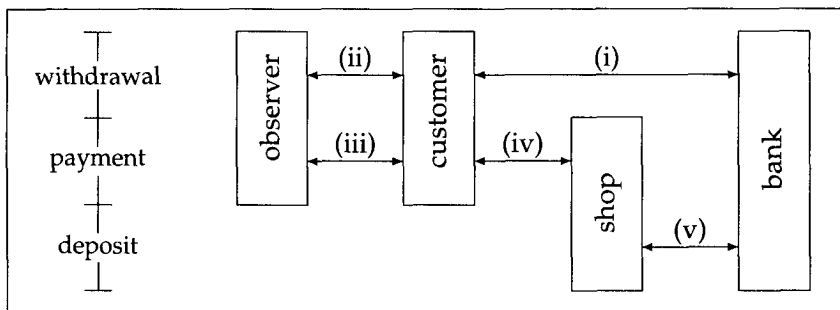 withdrawal
payment
deposit
observer
(ii)
(iii)
customer
(i)
(iv)
shop
(v)
bank